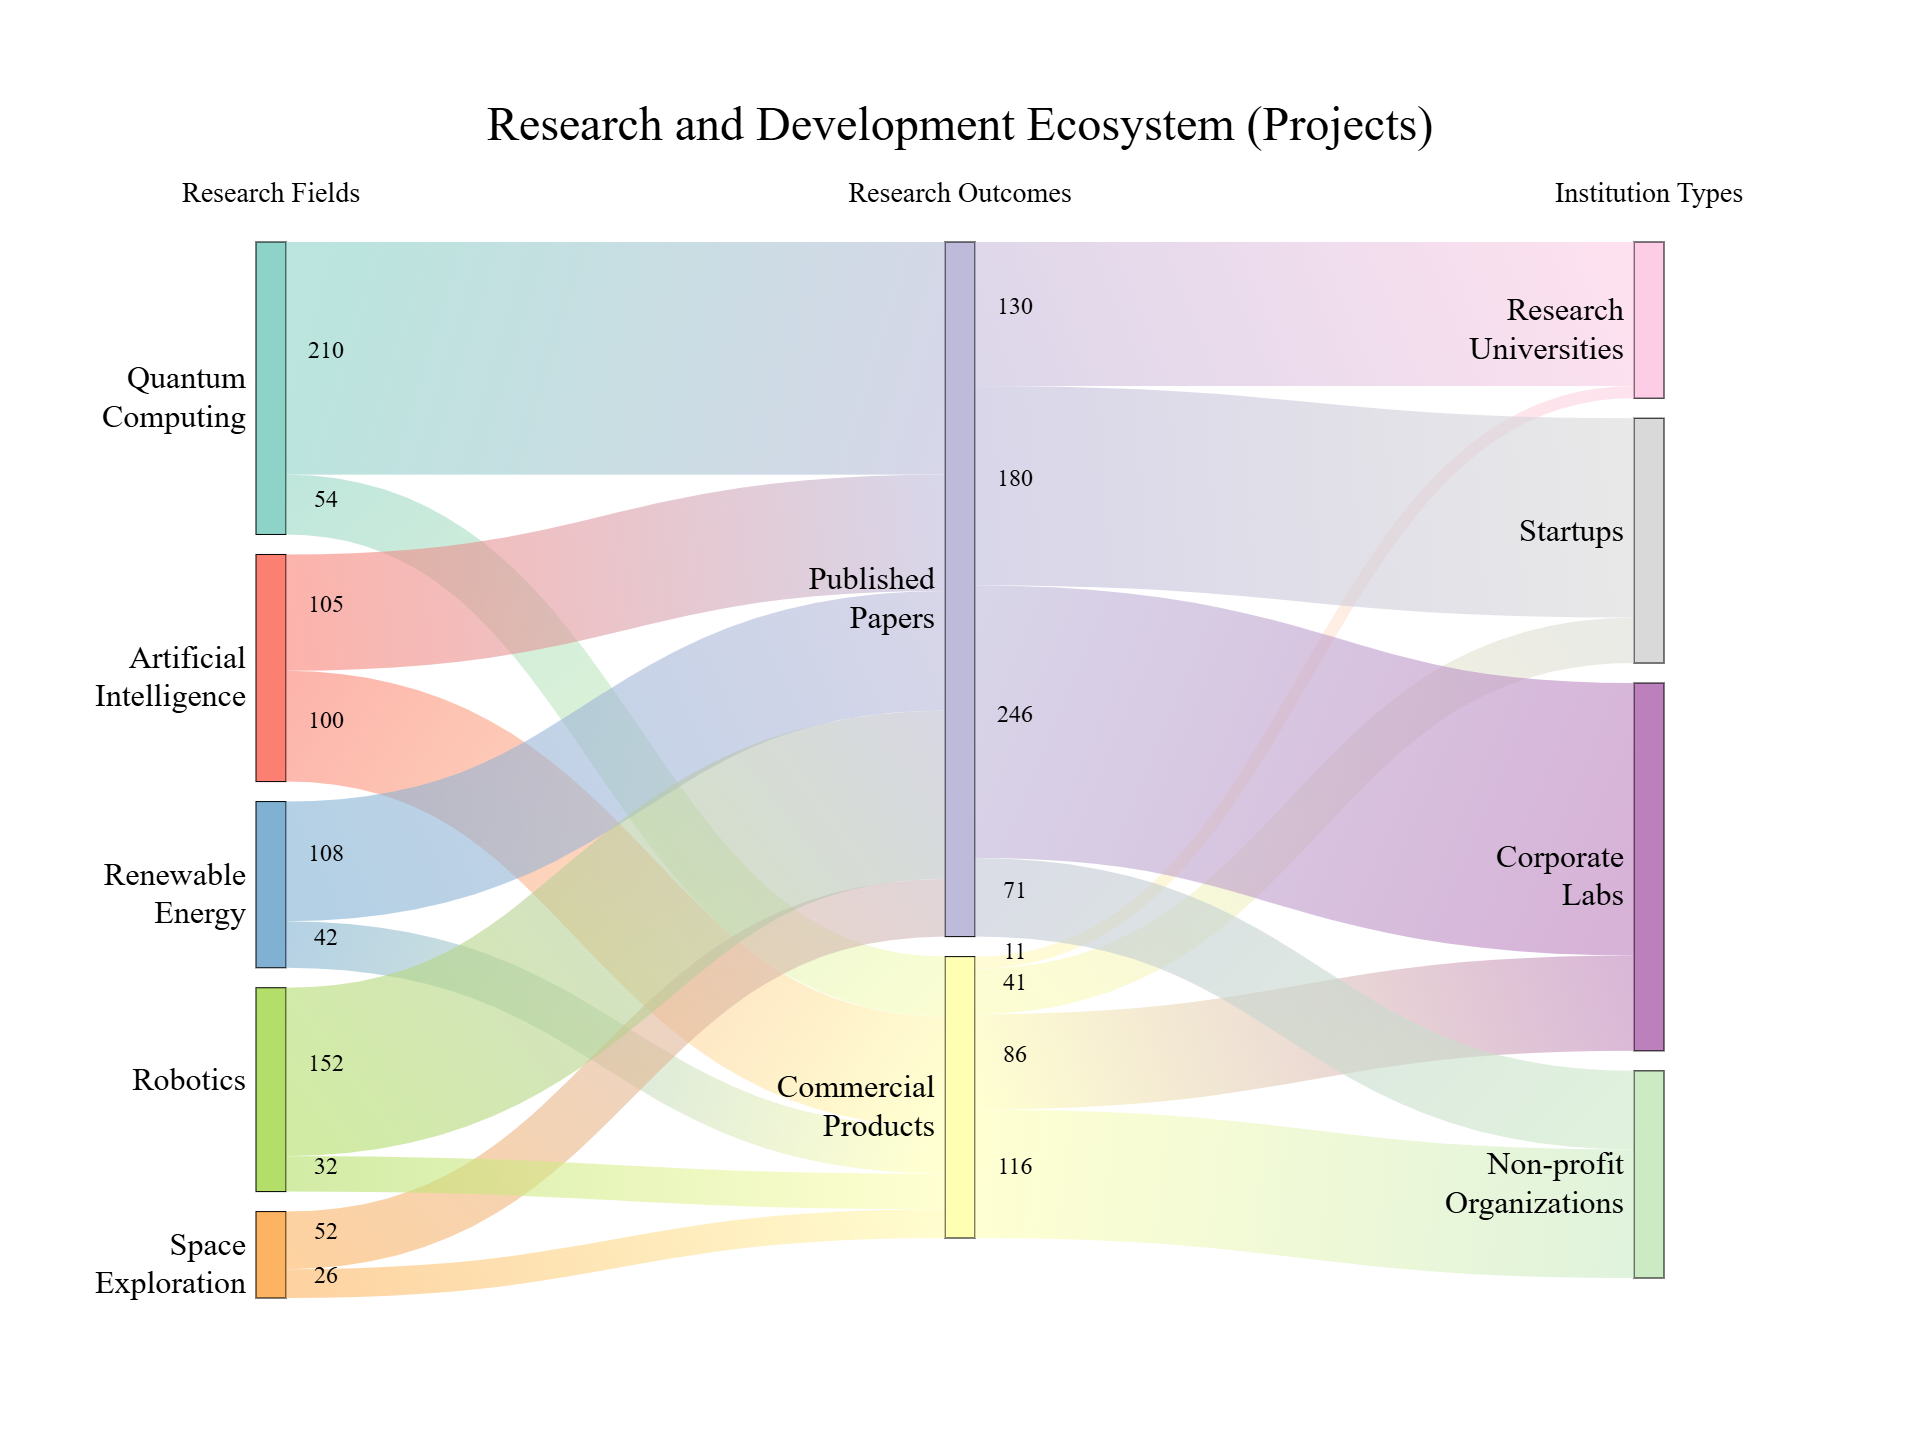 Research and Development Ecosystem (Projects)
Research Fields
Research Outcomes
Institution Types
Quantum
Computing
210
54
Artificial
Intelligence
105
100
Renewable
Energy
108
42
Robotics
152
32
Space
Exploration
52
26
Published
Papers
130
180
246
71
Commercial
Products
11
41
86
116
Research
Universities
Startups
Corporate
Labs
Non-profit
Organizations